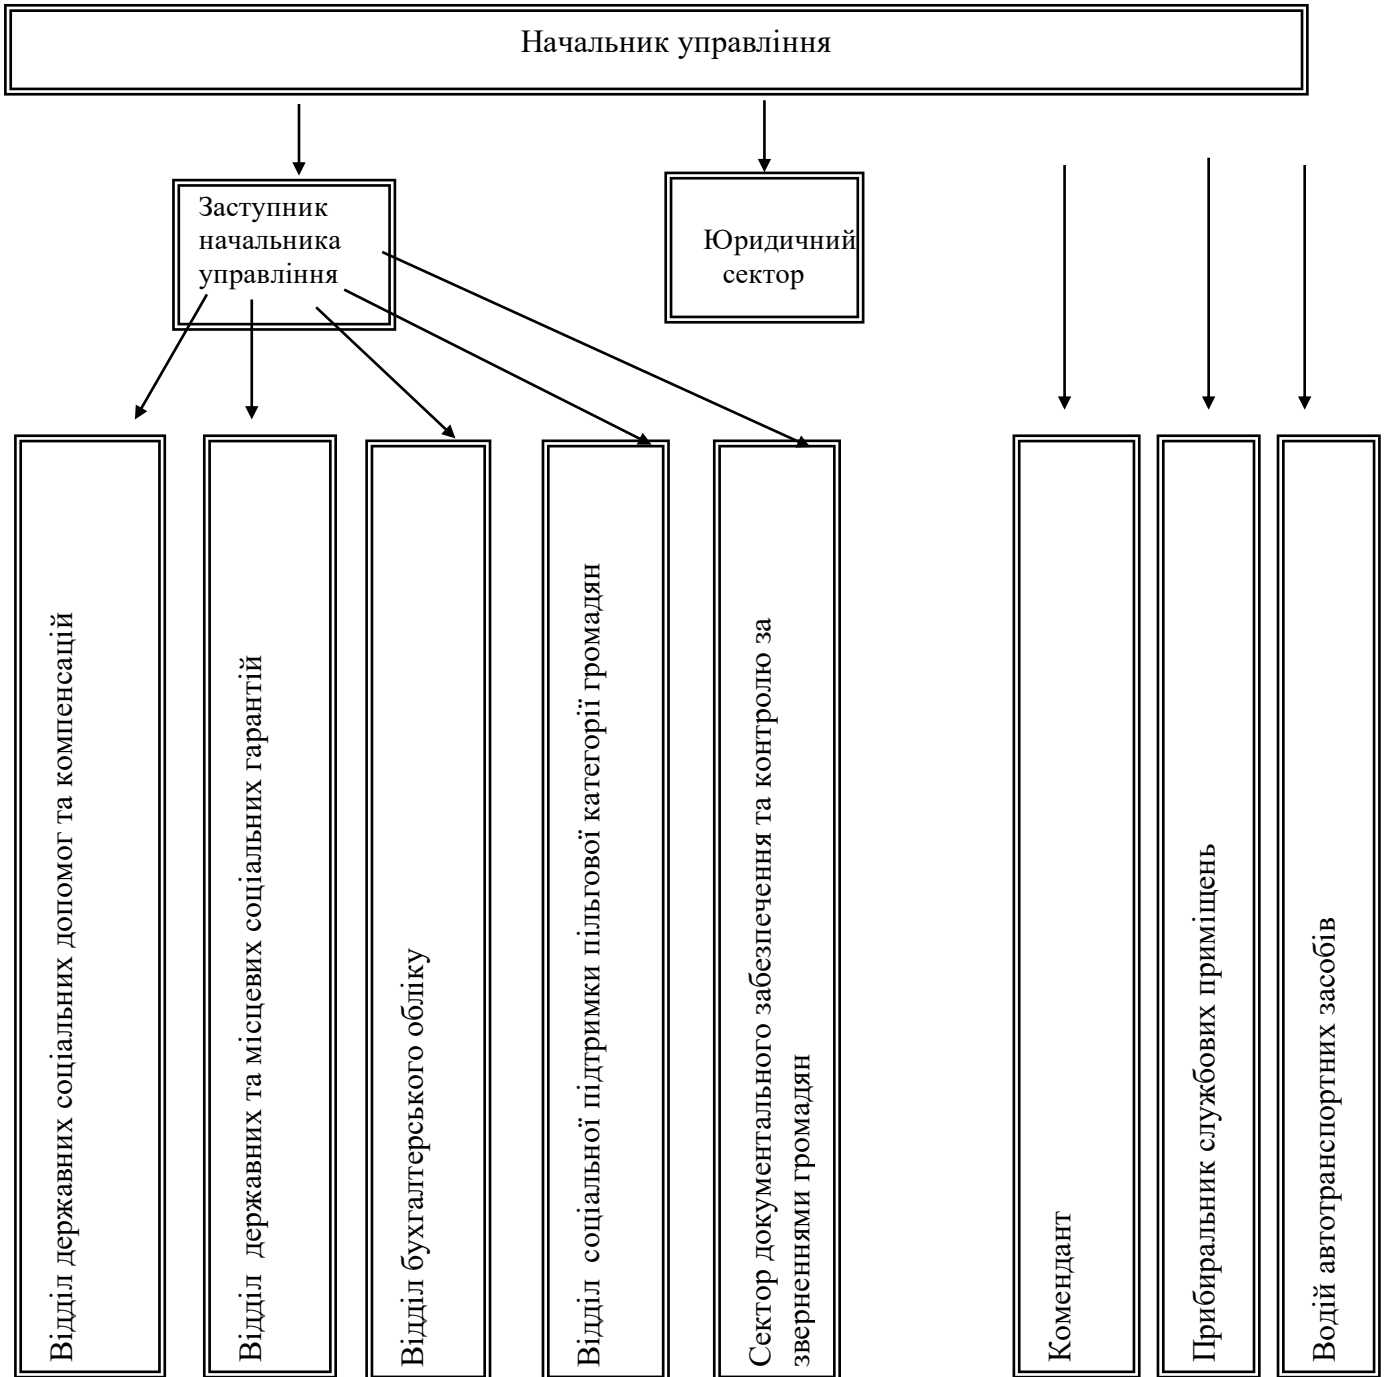 Начальник управління
Заступник
начальника
управління
Юридичний
сектор
Відділ державних соціальних допомог та компенсацій
Відділ державних та місцевих соціальних гарантій
Відділ бухгалтерського обліку
Відділ соціальної підтримки пільгової категорії громадян
Сектор документального забезпечення та контролю за
зверненнями громадян
Комендант
Прибиральник службових приміщень
Водій автотранспортних засобів